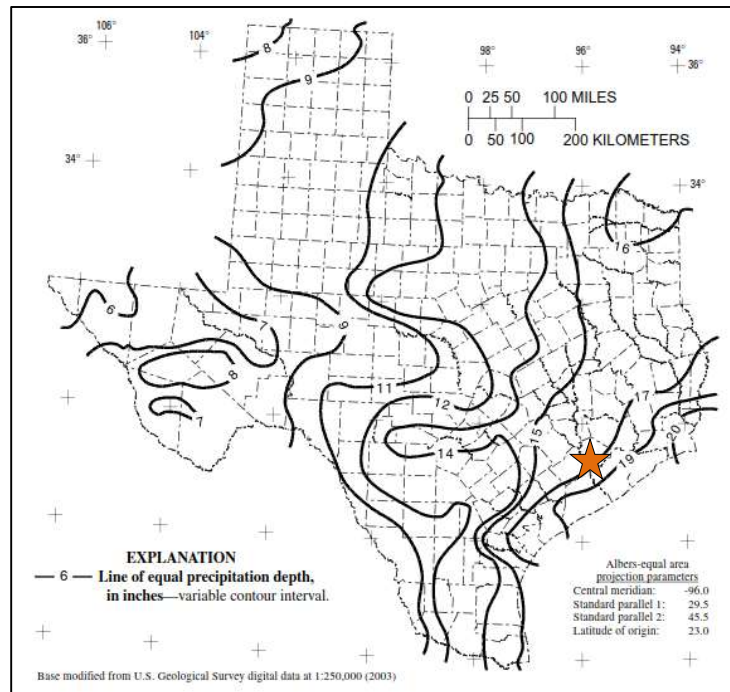 106°
36°
104°
98°
96°
94°
36°
8
9
0 25 50 100 MILES
0 50 100 200 KILOMETERS
34°
34°
16
6
7
9
8
7
11
12
14
15
17
19
20
EXPLANATION
— 6 — Line of equal precipitation depth,
in inches—variable contour interval.
Albers-equal area
projection parameters
Central meridian: -96.0
Standard parallel 1: 29.5
Standard parallel 2: 45.5
Latitude of origin: 23.0
Base modified from U.S. Geological Survey digital data at 1:250,000 (2003)